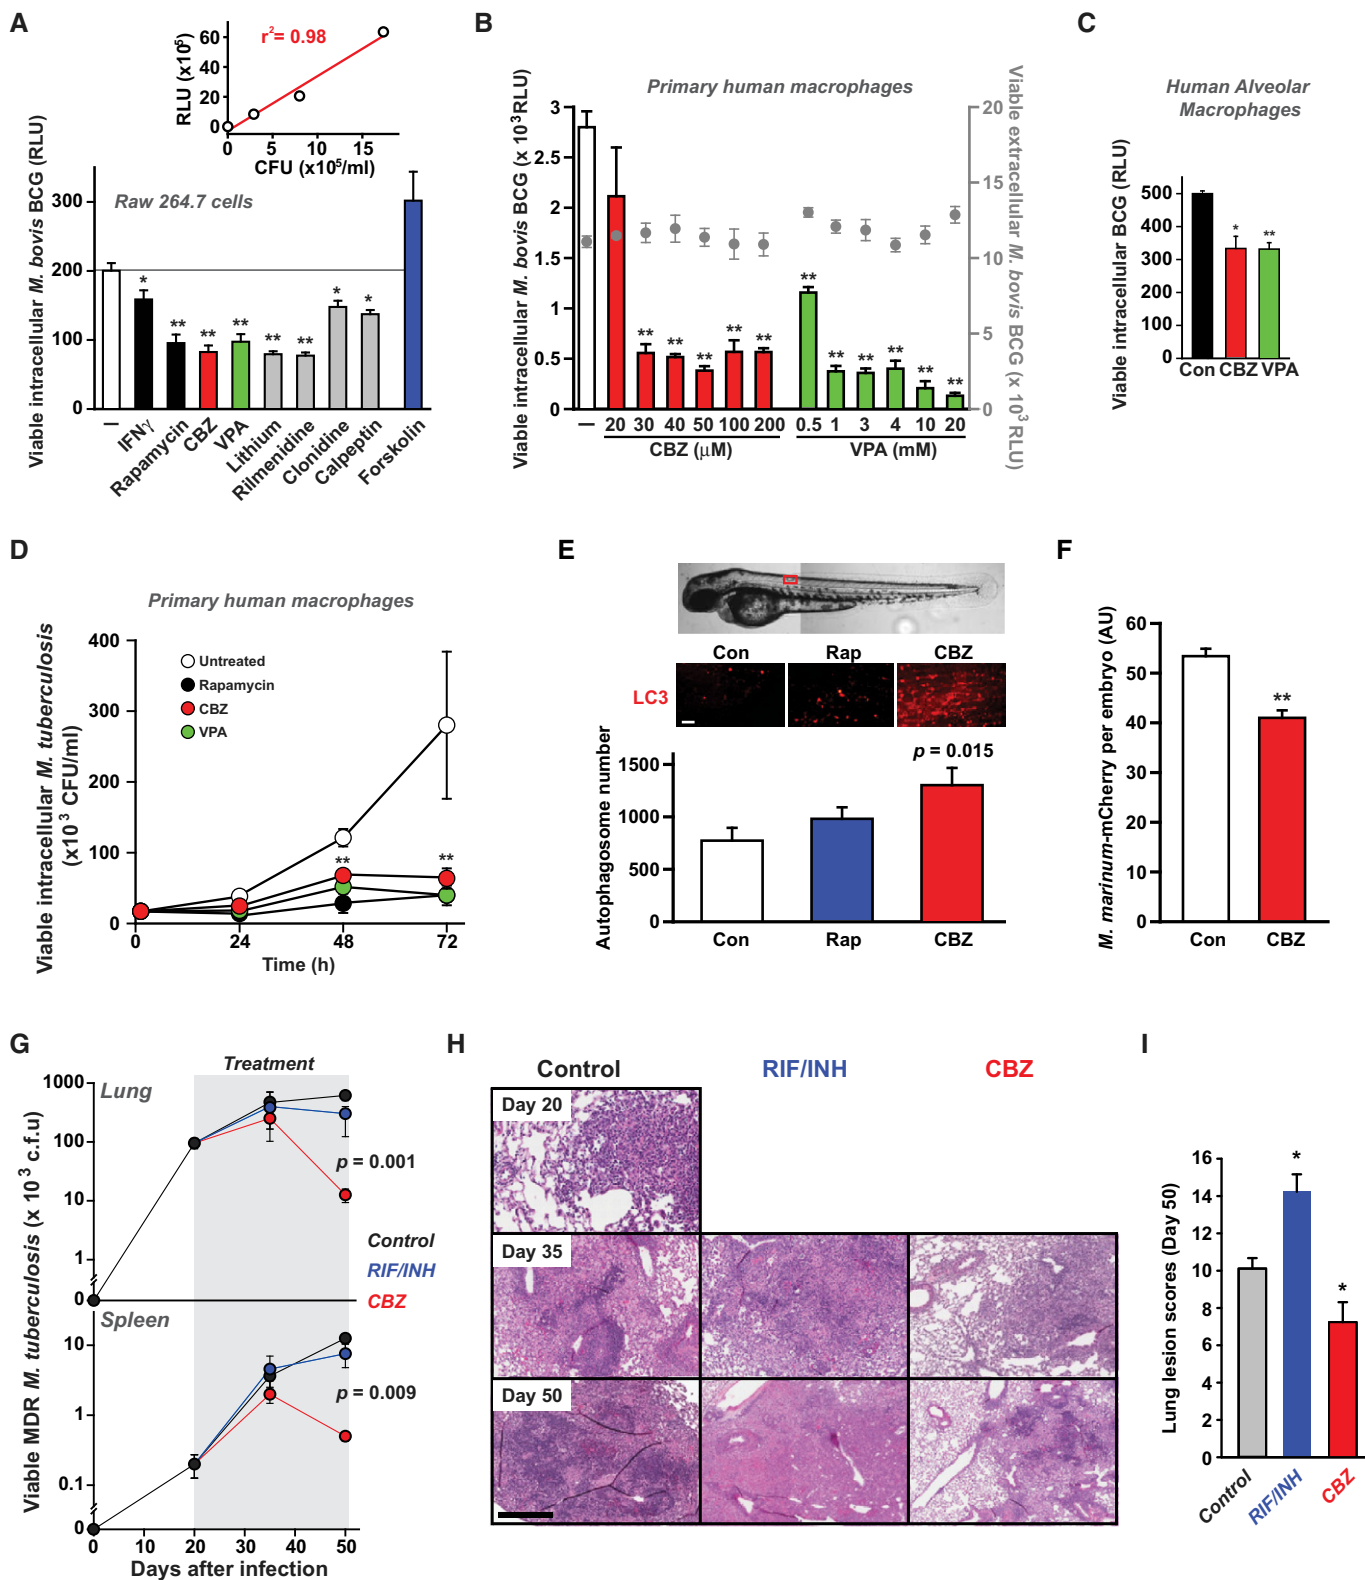 A
RLU (x10⁵)
60
40
20
0
r²= 0.98
0
5
10
15
CFU (x10⁵/ml)
Viable intracellular M. bovis BCG (RLU)
300
200
100
0
Raw 264.7 cells
*
**
**
**
**
**
*
*
–
IFNγ
Rapamycin
CBZ
VPA
Lithium
Rilmenidine
Clonidine
Calpeptin
Forskolin
B
Primary human macrophages
Viable intracellular M. bovis BCG (x 10³ RLU)
3
2.5
2
1.5
1
0.5
0
Viable extracellular M. bovis BCG (x 10³ RLU)
20
15
10
5
0
**
**
**
**
**
**
**
**
**
**
**
–
20
30
40
50
100
200
0.5
1
3
4
10
20
CBZ (μM)
VPA (mM)
C
Human Alveolar
Macrophages
Viable intracellular BCG (RLU)
500
400
300
200
100
0
*
**
Con
CBZ
VPA
D
Primary human macrophages
Viable intracellular M. tuberculosis
(x10³ CFU/ml)
400
300
200
100
0
Untreated
Rapamycin
CBZ
VPA
**
**
0
24
48
72
Time (h)
E
Con
Rap
CBZ
LC3
Autophagosome number
1500
1000
500
0
p = 0.015
Con
Rap
CBZ
F
M. marinum-mCherry per embryo (AU)
60
50
40
30
20
10
0
**
Con
CBZ
G
Treatment
Viable MDR M. tuberculosis (x 10³ c.f.u)
Lung
1000
100
10
1
0
p = 0.001
Control
RIF/INH
CBZ
Spleen
10
1
0.1
0
p = 0.009
0
10
20
30
40
50
Days after infection
H
Control
RIF/INH
CBZ
Day 20
Day 35
Day 50
I
Lung lesion scores (Day 50)
16
14
12
10
8
6
4
2
0
*
*
Control
RIF/INH
CBZ